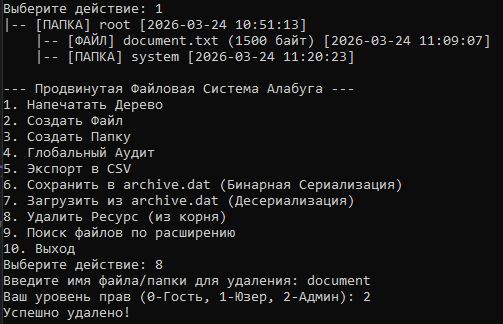 Выберите действие: 1
|-- [ПАПКА] root [2026-03-24 10:51:13]
|-- [ФАЙЛ] document.txt (1500 байт) [2026-03-24 11:09:07]
|-- [ПАПКА] system [2026-03-24 11:20:23]
--- Продвинутая Файловая Система Алабуга ---
1. Напечатать Дерево
2. Создать Файл
3. Создать Папку
4. Глобальный Аудит
5. Экспорт в CSV
6. Сохранить в archive.dat (Бинарная Сериализация)
7. Загрузить из archive.dat (Десериализация)
8. Удалить Ресурс (из корня)
9. Поиск файлов по расширению
10. Выход
Выберите действие: 8
Введите имя файла/папки для удаления: document
Ваш уровень прав (0-Гость, 1-Юзер, 2-Админ): 2
Успешно удалено!